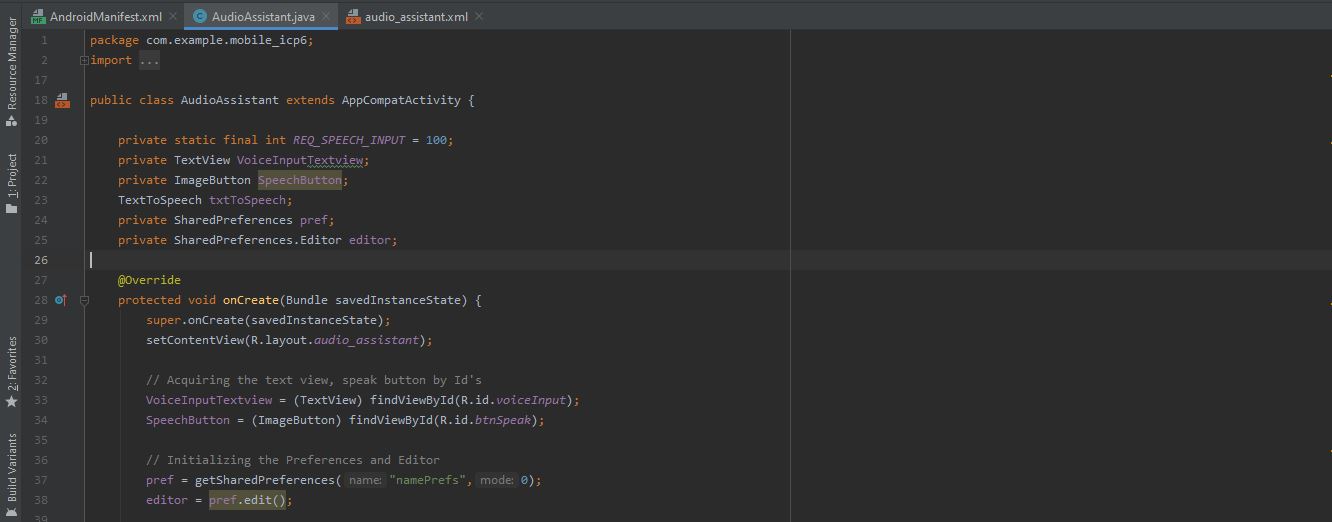 AndroidManifest.xml
AudioAssistant.java
audio_assistant.xml
Resource Manager
1: Project
2: Favorites
Build Variants
1 package com.example.mobile_icp6;
2 import ...
17
18 public class AudioAssistant extends AppCompatActivity {
19
20 private static final int REQ_SPEECH_INPUT = 100;
21 private TextView VoiceInputTextview;
22 private ImageButton SpeechButton;
23 TextToSpeech txtToSpeech;
24 private SharedPreferences pref;
25 private SharedPreferences.Editor editor;
26
27 @Override
28 protected void onCreate(Bundle savedInstanceState) {
29 super.onCreate(savedInstanceState);
30 setContentView(R.layout.audio_assistant);
31
32 // Acquiring the text view, speak button by Id's
33 VoiceInputTextview = (TextView) findViewById(R.id.voiceInput);
34 SpeechButton = (ImageButton) findViewById(R.id.btnSpeak);
35
36 // Initializing the Preferences and Editor
37 pref = getSharedPreferences( name: "namePrefs", mode: 0);
38 editor = pref.edit();
39